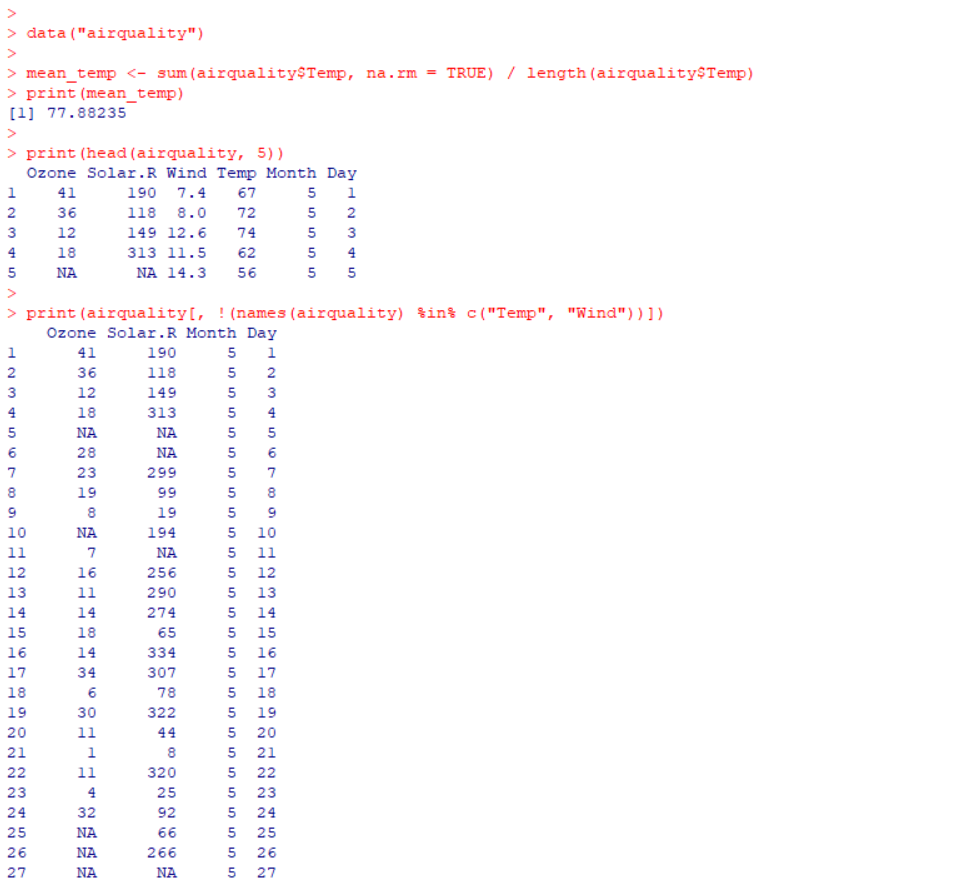 >
> data("airquality")
>
> mean_temp <- sum(airquality$Temp, na.rm = TRUE) / length(airquality$Temp)
> print(mean_temp)
[1] 77.88235
>
> print(head(airquality, 5))
  Ozone Solar.R Wind Temp Month Day
1    41     190  7.4   67     5   1
2    36     118  8.0   72     5   2
3    12     149 12.6   74     5   3
4    18     313 11.5   62     5   4
5    NA      NA 14.3   56     5   5
>
> print(airquality[, !(names(airquality) %in% c("Temp", "Wind"))])
    Ozone Solar.R Month Day
1      41     190     5   1
2      36     118     5   2
3      12     149     5   3
4      18     313     5   4
5      NA      NA     5   5
6      28      NA     5   6
7      23     299     5   7
8      19      99     5   8
9       8      19     5   9
10     NA     194     5  10
11      7      NA     5  11
12     16     256     5  12
13     11     290     5  13
14     14     274     5  14
15     18      65     5  15
16     14     334     5  16
17     34     307     5  17
18      6      78     5  18
19     30     322     5  19
20     11      44     5  20
21      1       8     5  21
22     11     320     5  22
23      4      25     5  23
24     32      92     5  24
25     NA      66     5  25
26     NA     266     5  26
27     NA      NA     5  27